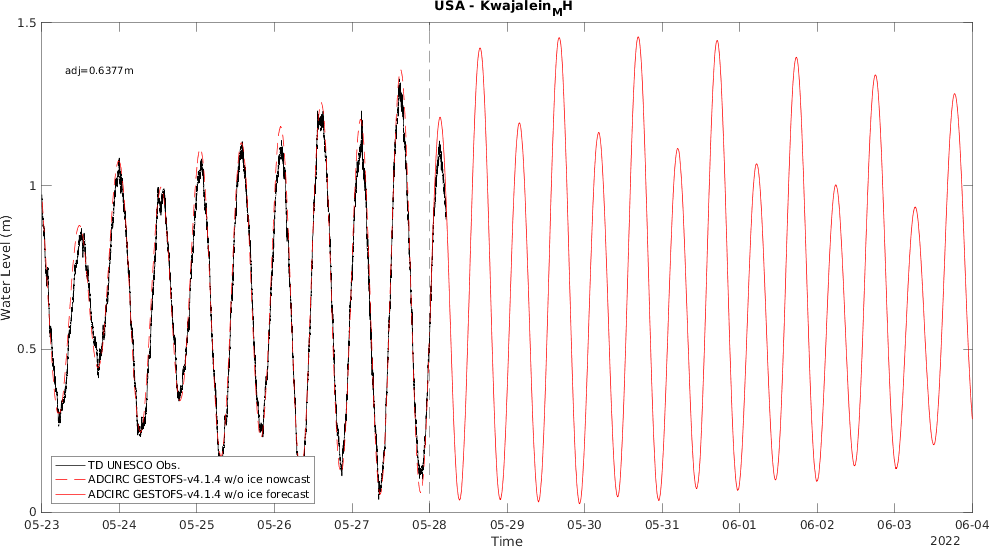 USA - Kwajalein_MH
adj=0.6377m
1.5
1
0.5
0
Water Level (m)
TD UNESCO Obs.
ADCIRC GESTOFS-v4.1.4 w/o ice nowcast
ADCIRC GESTOFS-v4.1.4 w/o ice forecast
05-23 05-24 05-25 05-26 05-27 05-28 05-29 05-30 05-31 06-01 06-02 06-03 06-04
Time
2022